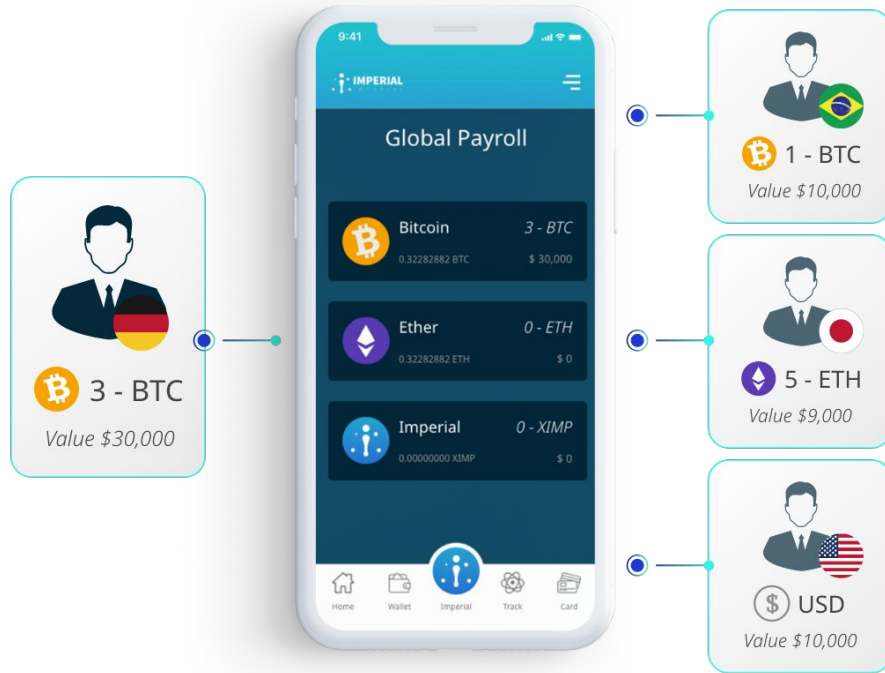 3 - BTC
Value $30,000
9:41
IMPERIAL
Global Payroll
Bitcoin 3 - BTC
0.32282882 BTC $ 30,000
Ether 0 - ETH
0.32282882 ETH $ 0
Imperial 0 - XIMP
0.00000000 XIMP $ 0
Home Wallet Imperial Track Card
1 - BTC
Value $10,000
5 - ETH
Value $9,000
$ USD
Value $10,000